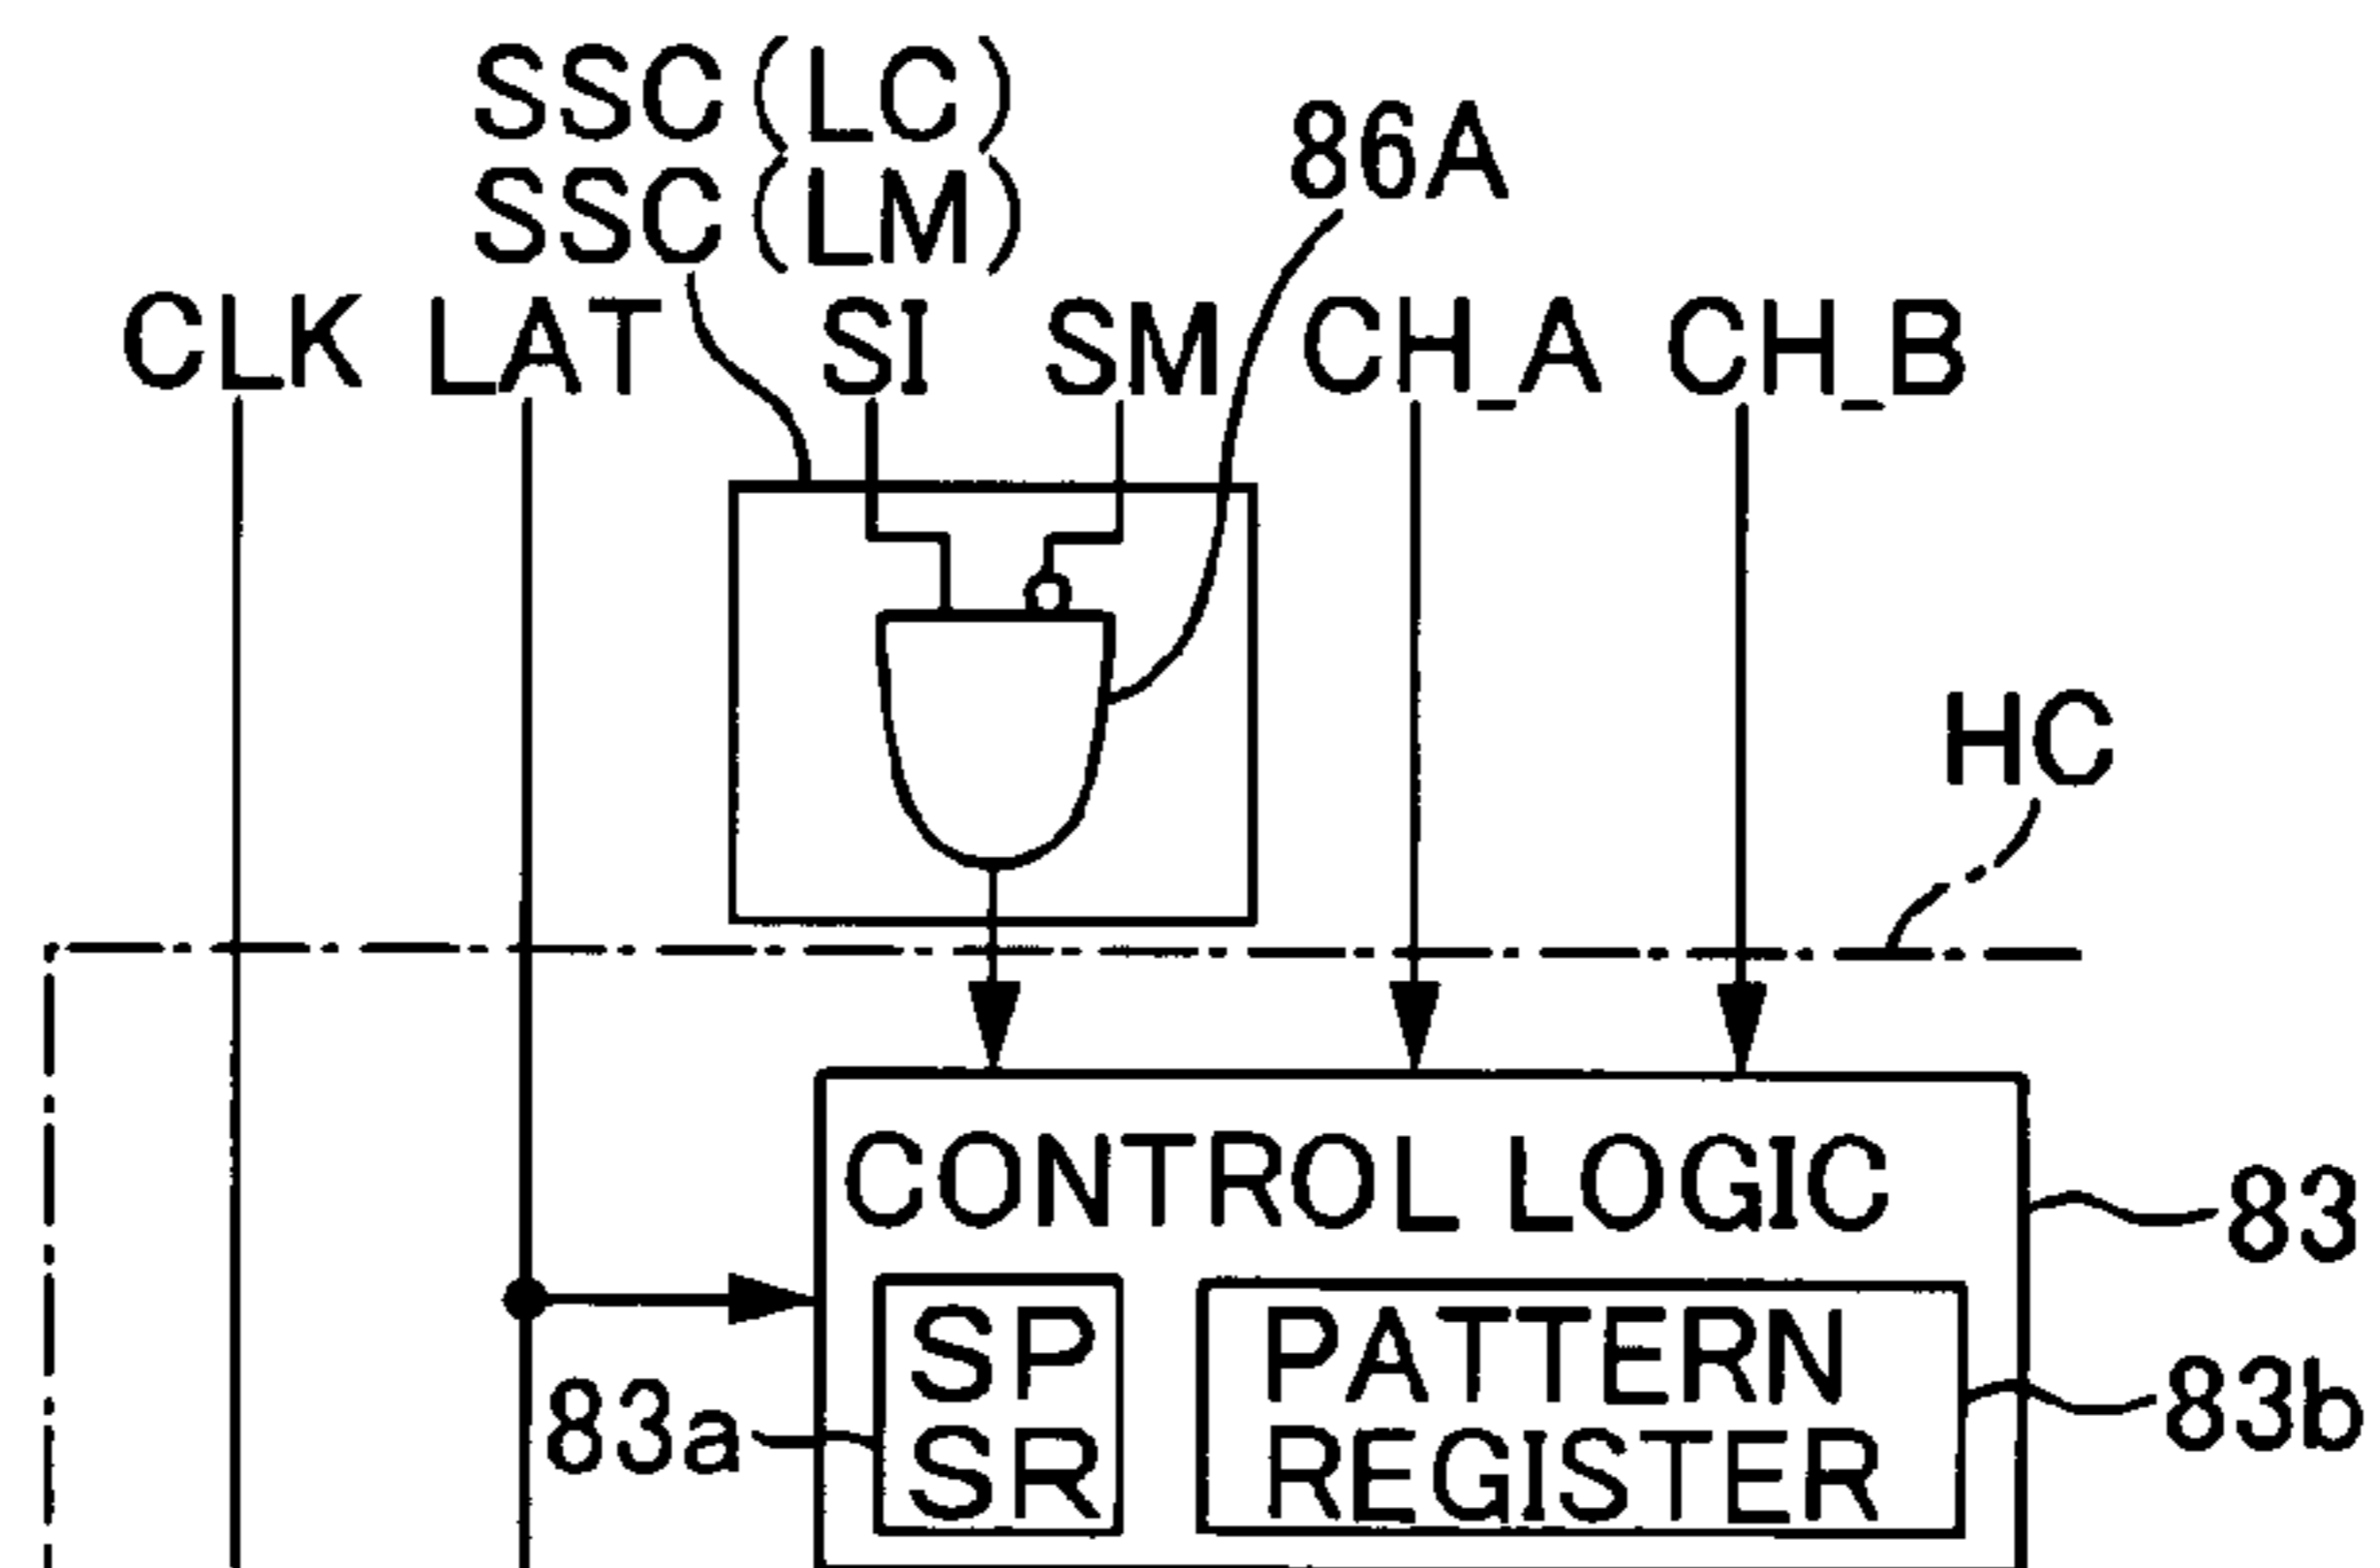 SSC(LC)
SSC(LM)
86A
CLK LAT SI SM CH_A CH_B
HC
CONTROL LOGIC
83
SP
SR
83a
PATTERN
REGISTER
83b